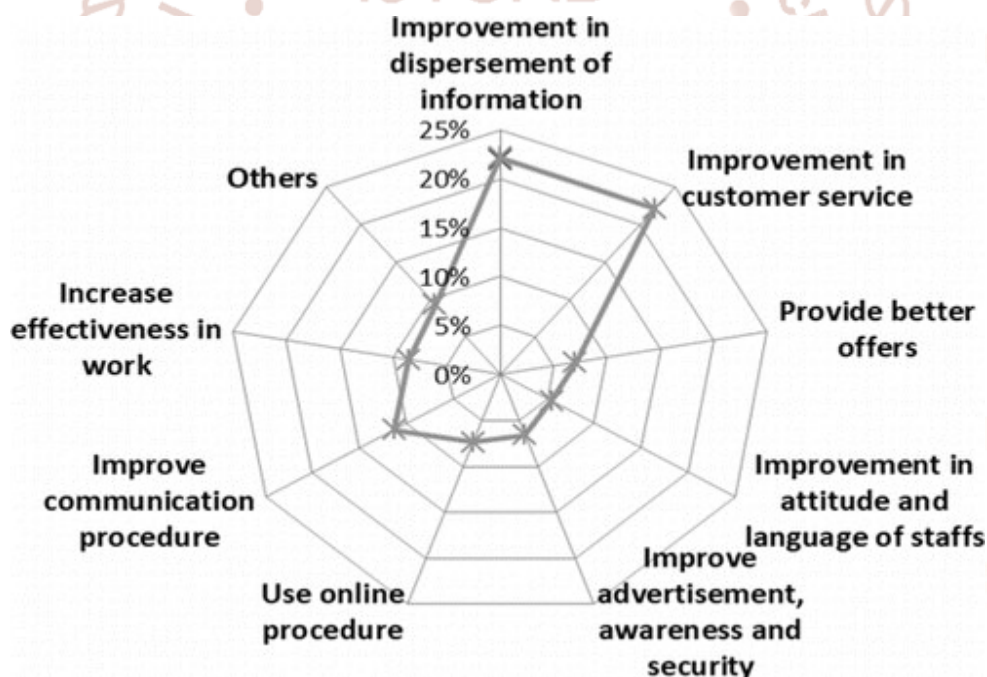 Improvement in
dispersement of
information
25%
20%
15%
10%
5%
0%
Improvement in
customer service
Provide better
offers
Improvement in
attitude and
language of staffs
Improve
advertisement,
awareness and
security
Use online
procedure
Improve
communication
procedure
Increase
effectiveness in
work
Others